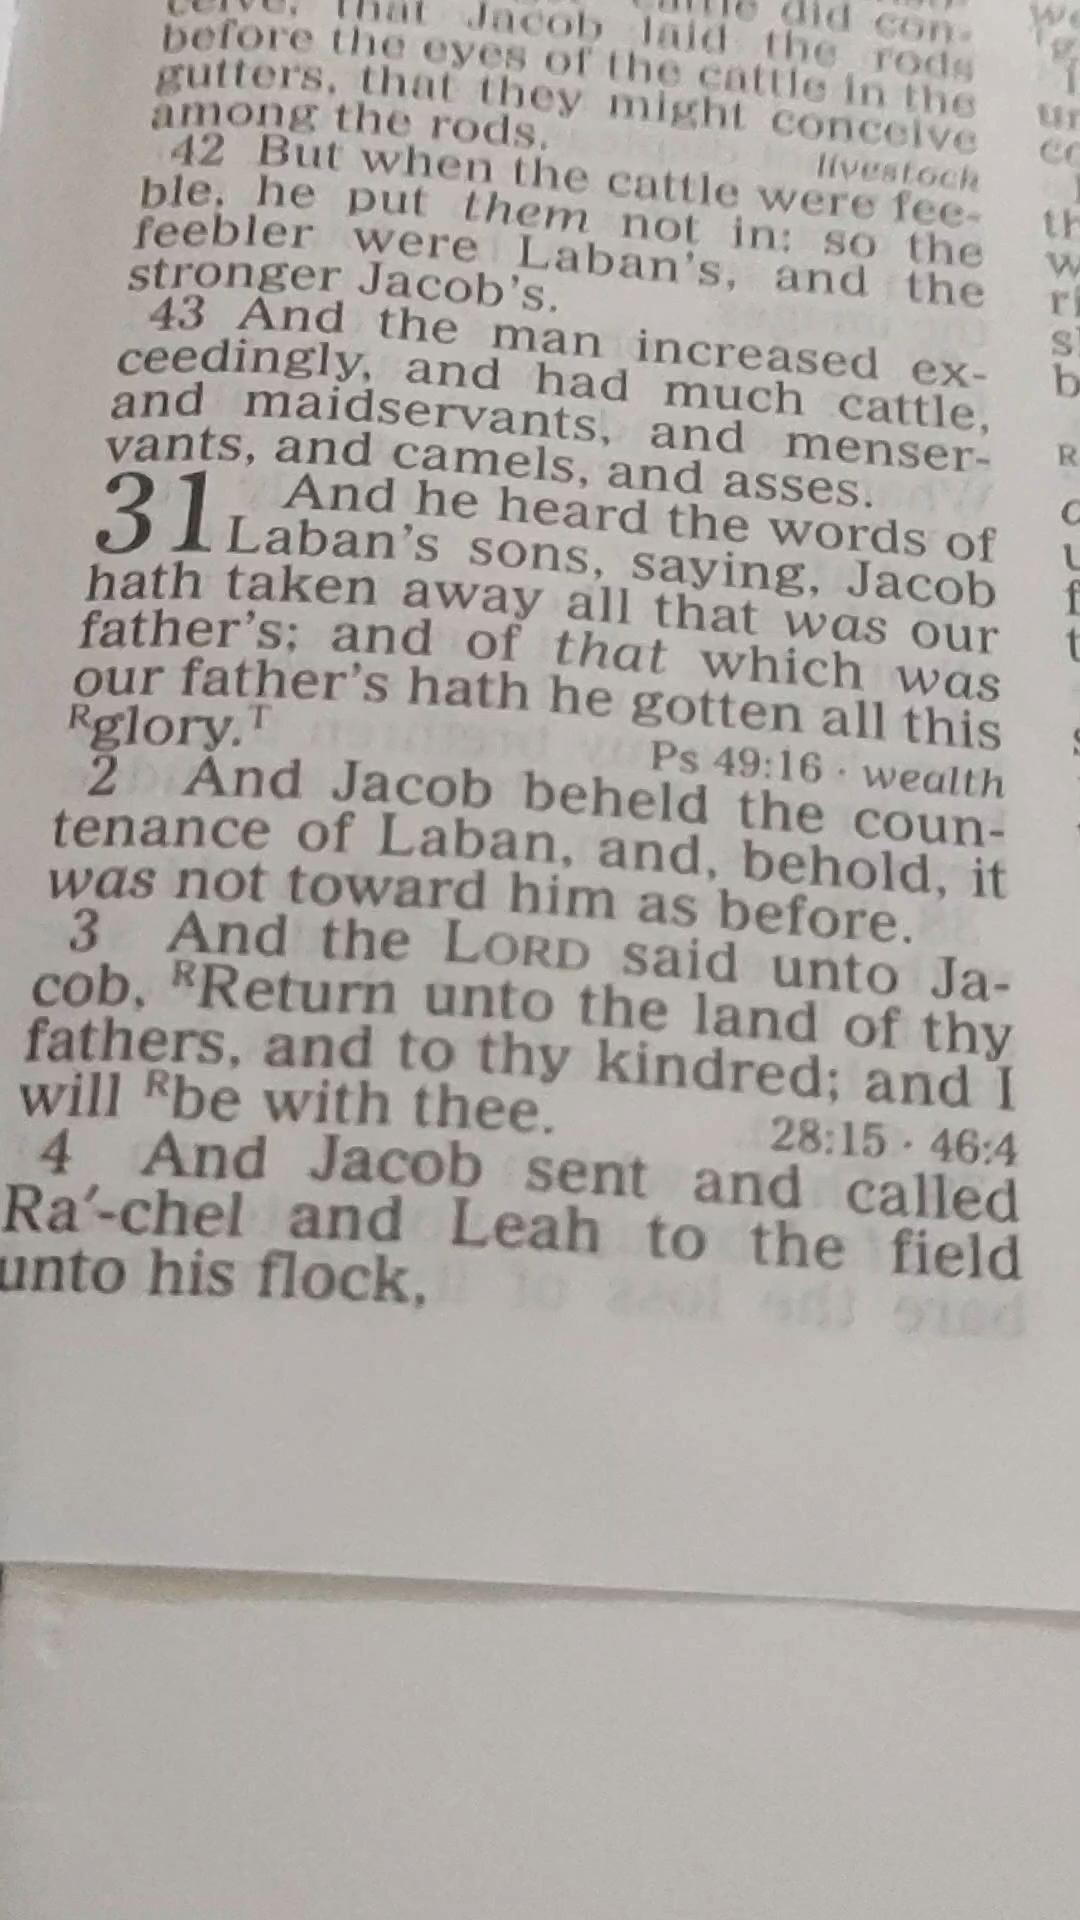 that Jacob laid the rods
did con-
before the eyes of the cattle in the
gutters, that they might conceive
among the rods.
livestock
42 But when the cattle were fee-
ble, he put them not in: so the
feebler were Laban's, and the
stronger Jacob's.
43 And the man increased ex-
ceedingly, and had much cattle,
and maidservants, and menser-
vants, and camels, and asses.
31 And he heard the words of
Laban's sons, saying, Jacob
hath taken away all that was our
father's; and of that which was
our father's hath he gotten all this
ᴿglory.ᵀ
Ps 49:16 · wealth
2 And Jacob beheld the coun-
tenance of Laban, and, behold, it
was not toward him as before.
3 And the LORD said unto Ja-
cob, ᴿReturn unto the land of thy
fathers, and to thy kindred; and I
will ᴿbe with thee.
28:15 · 46:4
4 And Jacob sent and called
Ra′-chel and Leah to the field
unto his flock,